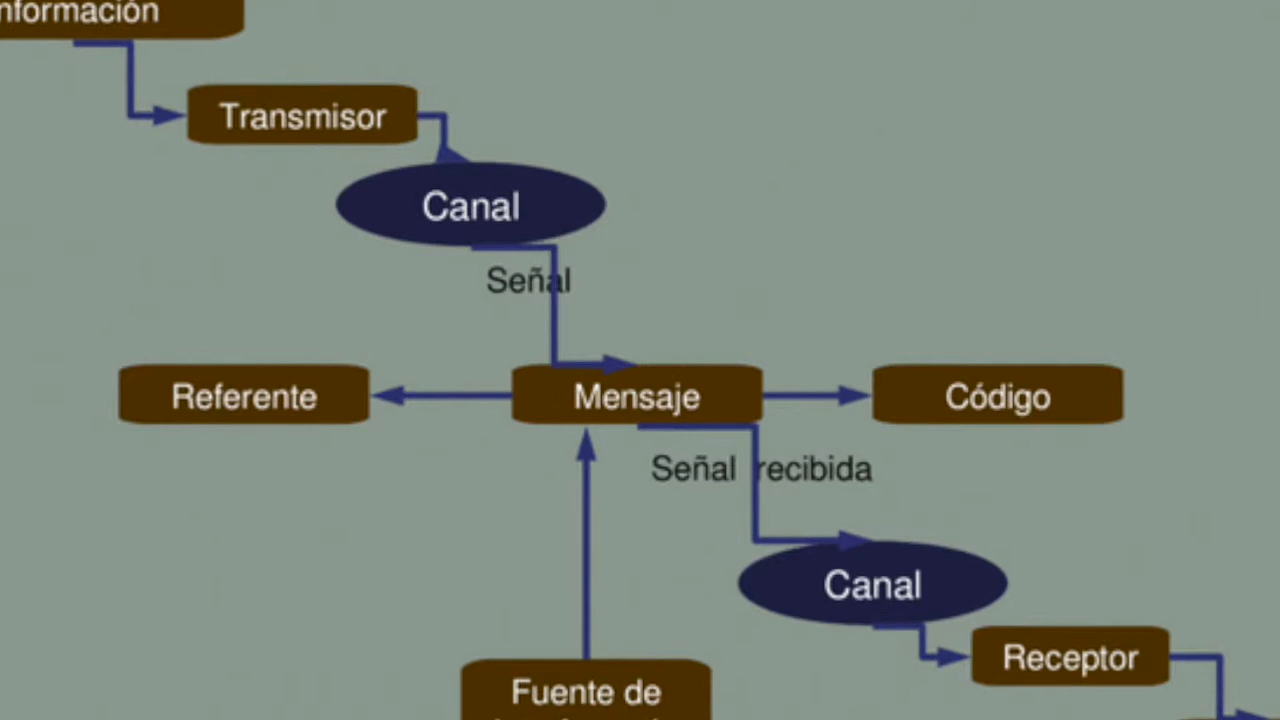 nformación
Transmisor
Canal
Señal
Referente
Mensaje
Código
Señal recibida
Canal
Receptor
Fuente de